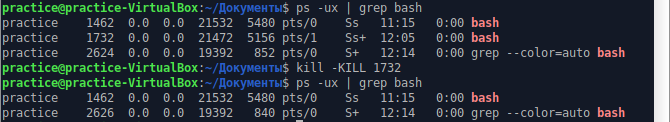 practice@practice-VirtualBox:~/Документы$ ps -ux | grep bash
practice    1462  0.0  0.0  21532  5480 pts/0    Ss   11:15   0:00 bash
practice    1732  0.0  0.0  21472  5156 pts/1    Ss+  12:05   0:00 bash
practice    2624  0.0  0.0  19392   852 pts/0    S+   12:14   0:00 grep --color=auto bash
practice@practice-VirtualBox:~/Документы$ kill -KILL 1732
practice@practice-VirtualBox:~/Документы$ ps -ux | grep bash
practice    1462  0.0  0.0  21532  5480 pts/0    Ss   11:15   0:00 bash
practice    2626  0.0  0.0  19392   840 pts/0    S+   12:14   0:00 grep --color=auto bash